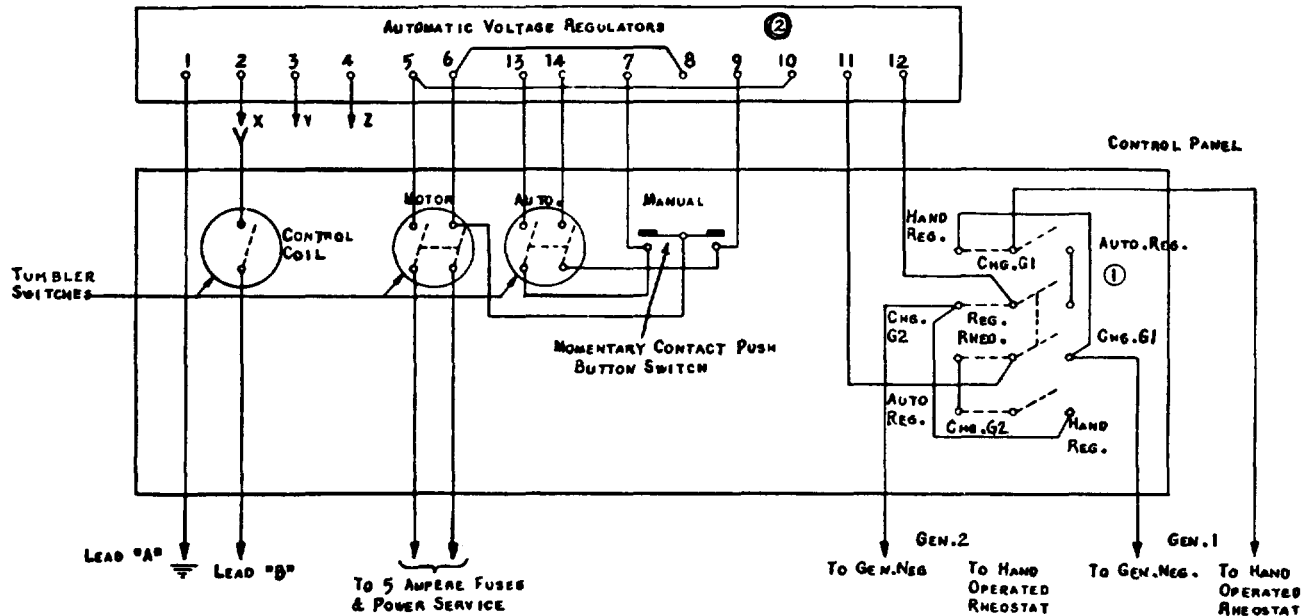 AUTOMATIC VOLTAGE REGULATORS 2
1 2 3 4 5 6 13 14 7 8 9 10 11 12
X Y Z
CONTROL PANEL
MOTOR
AUTO.
MANUAL
HAND
REG.
CONTROL
COIL
CHG.G1
AUTO.REG.
1
TUMBLER
SWITCHES
CHG.
G2
REG.
RHEO.
CHG.G1
MOMENTARY CONTACT PUSH
BUTTON SWITCH
AUTO
REG.
CHG.G2
HAND
REG.
LEAD "A"
LEAD "B"
TO 5 AMPERE FUSES
& POWER SERVICE
GEN.2
TO GEN.NEG
TO HAND
OPERATED
RHEOSTAT
GEN.1
TO GEN.NEG.
TO HAND
OPERATED
RHEOSTAT